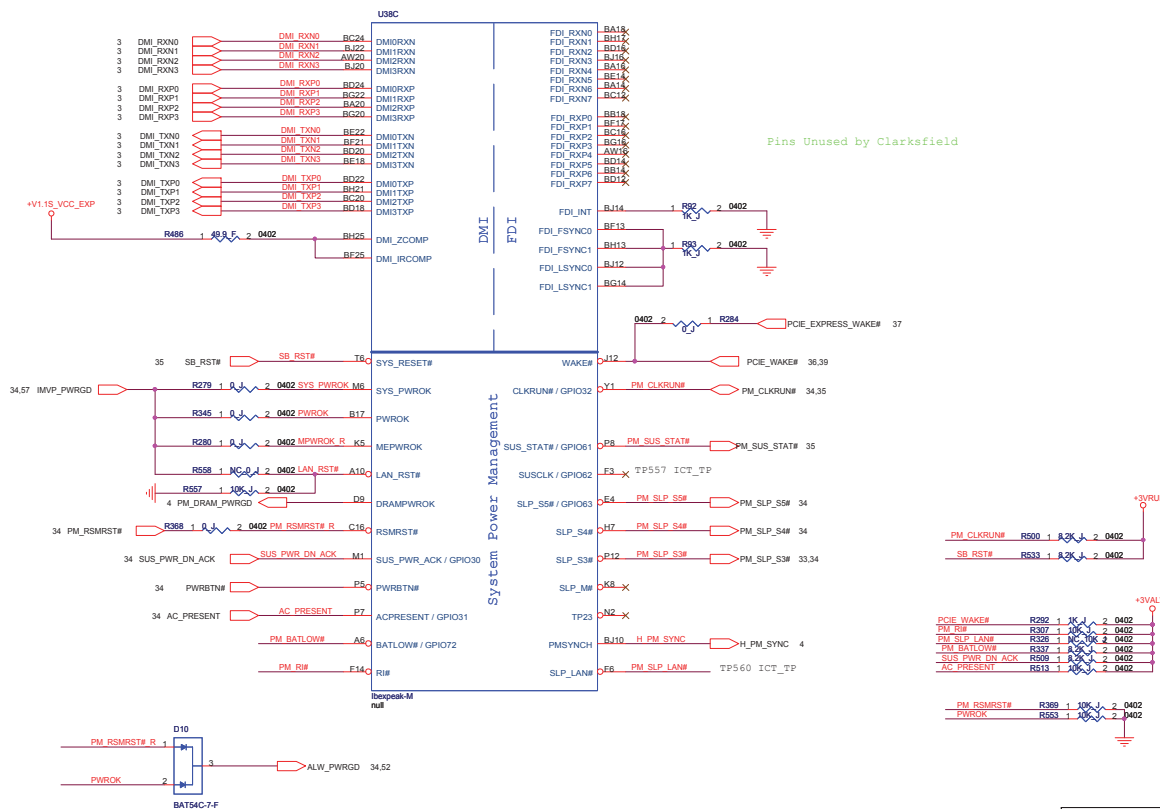 U38C
3 DMI_RXN0 DMI_RXN0 BC24 DMI0RXN
3 DMI_RXN1 DMI_RXN1 BJ22 DMI1RXN
3 DMI_RXN2 DMI_RXN2 AW20 DMI2RXN
3 DMI_RXN3 DMI_RXN3 BJ20 DMI3RXN
3 DMI_RXP0 DMI_RXP0 BD24 DMI0RXP
3 DMI_RXP1 DMI_RXP1 BG22 DMI1RXP
3 DMI_RXP2 DMI_RXP2 BA20 DMI2RXP
3 DMI_RXP3 DMI_RXP3 BG20 DMI3RXP
3 DMI_TXN0 DMI_TXN0 BE22 DMI0TXN
3 DMI_TXN1 DMI_TXN1 BF21 DMI1TXN
3 DMI_TXN2 DMI_TXN2 BD20 DMI2TXN
3 DMI_TXN3 DMI_TXN3 BE18 DMI3TXN
3 DMI_TXP0 DMI_TXP0 BD22 DMI0TXP
3 DMI_TXP1 DMI_TXP1 BH21 DMI1TXP
3 DMI_TXP2 DMI_TXP2 BC20 DMI2TXP
3 DMI_TXP3 DMI_TXP3 BD18 DMI3TXP
+V1.1S_VCC_EXP
R486 1 49.9_F 2 0402 BH25 DMI_ZCOMP
BF25 DMI_IRCOMP
DMI
FDI
FDI_RXN0 BA18
FDI_RXN1 BH17
FDI_RXN2 BD16
FDI_RXN3 BJ16
FDI_RXN4 BA16
FDI_RXN5 BE14
FDI_RXN6 BA14
FDI_RXN7 BC12
FDI_RXP0 BB18
FDI_RXP1 BF17
FDI_RXP2 BC16
FDI_RXP3 BG16
FDI_RXP4 AW16
FDI_RXP5 BD14
FDI_RXP6 BB14
FDI_RXP7 BD12
Pins Unused by Clarksfield
FDI_INT BJ14 1 R92 1K_J 2 0402
FDI_FSYNC0 BF13
FDI_FSYNC1 BH13 1 R93 1K_J 2 0402
FDI_LSYNC0 BJ12
FDI_LSYNC1 BG14
0402 2 0_J 1 R284 PCIE_EXPRESS_WAKE# 37
35 SB_RST# SB_RST# T6 SYS_RESET#
34,57 IMVP_PWRGD R279 1 0_J 2 0402 SYS_PWROK M6 SYS_PWROK
R345 1 0_J 2 0402 PWROK B17 PWROK
R280 1 0_J 2 0402 MPWROK_R K5 MEPWROK
R558 1 NC_0_J 2 0402 LAN_RST# A10 LAN_RST#
R557 1 10K_J 2 0402
4 PM_DRAM_PWRGD D9 DRAMPWROK
34 PM_RSMRST# R368 1 0_J 2 0402 PM_RSMRST#_R C16 RSMRST#
34 SUS_PWR_DN_ACK SUS_PWR_DN_ACK M1 SUS_PWR_ACK / GPIO30
34 PWRBTN# P5 PWRBTN#
34 AC_PRESENT AC_PRESENT P7 ACPRESENT / GPIO31
PM_BATLOW# A6 BATLOW# / GPIO72
PM_RI# F14 RI#
System Power Management
WAKE# J12 PCIE_WAKE# 36,39
CLKRUN# / GPIO32 Y1 PM_CLKRUN# PM_CLKRUN# 34,35
SUS_STAT# / GPIO61 P8 PM_SUS_STAT# PM_SUS_STAT# 35
SUSCLK / GPIO62 F3 TP557 ICT_TP
SLP_S5# / GPIO63 E4 PM_SLP_S5# PM_SLP_S5# 34
SLP_S4# H7 PM_SLP_S4# PM_SLP_S4# 34
SLP_S3# P12 PM_SLP_S3# PM_SLP_S3# 33,34
SLP_M# K8
TP23 N2
PMSYNCH BJ10 H_PM_SYNC H_PM_SYNC 4
SLP_LAN# F6 PM_SLP_LAN# TP560 ICT_TP
Ibexpeak-M
null
+3VRU
PM_CLKRUN# R500 1 8.2K_J 2 0402
SB_RST# R533 1 8.2K_J 2 0402
+3VAL
PCIE_WAKE# R292 1 1K_J 2 0402
PM_RI# R307 1 10K_J 2 0402
PM_SLP_LAN# R326 1 NC_10K_J 2 0402
PM_BATLOW# R337 1 8.2K_J 2 0402
SUS_PWR_DN_ACK R509 1 8.2K_J 2 0402
AC_PRESENT R513 1 10K_J 2 0402
PM_RSMRST# R369 1 10K_J 2 0402
PWROK R553 1 10K_J 2 0402
D10
PM_RSMRST#_R 1
3 ALW_PWRGD 34,52
PWROK 2
BAT54C-7-F